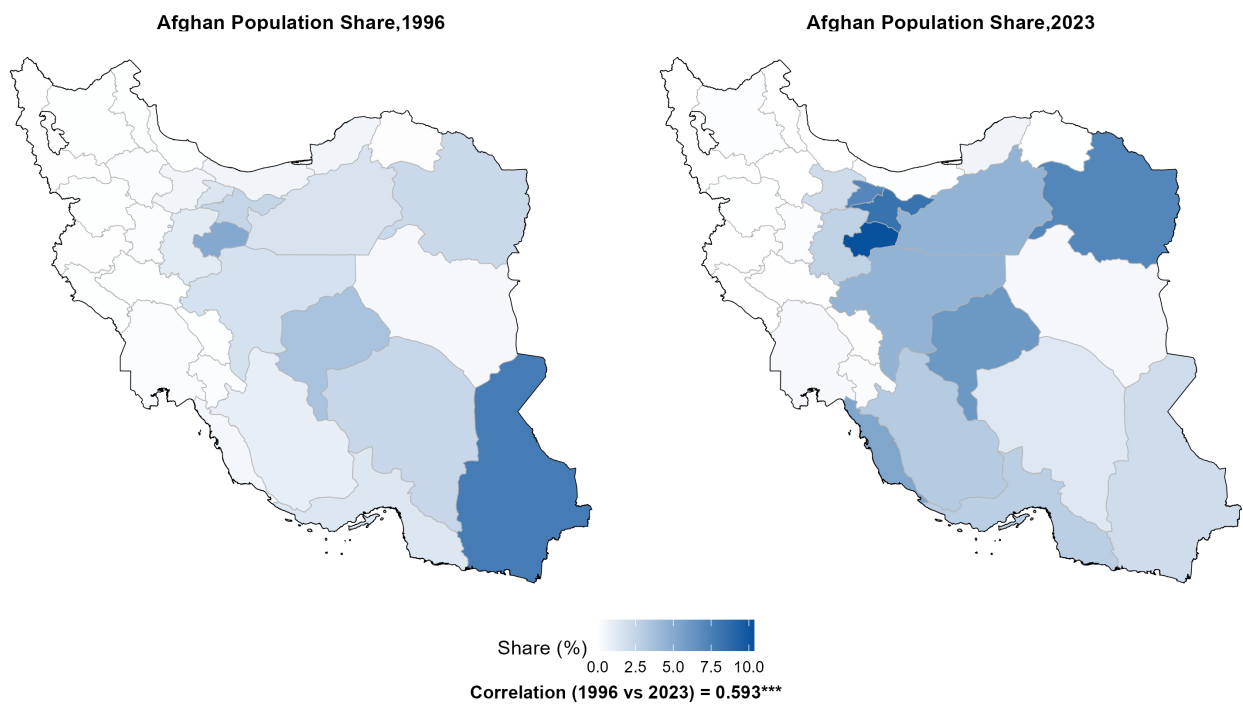 Afghan Population Share,1996
Afghan Population Share,2023
Share (%)
0.0 2.5 5.0 7.5 10.0
Correlation (1996 vs 2023) = 0.593***